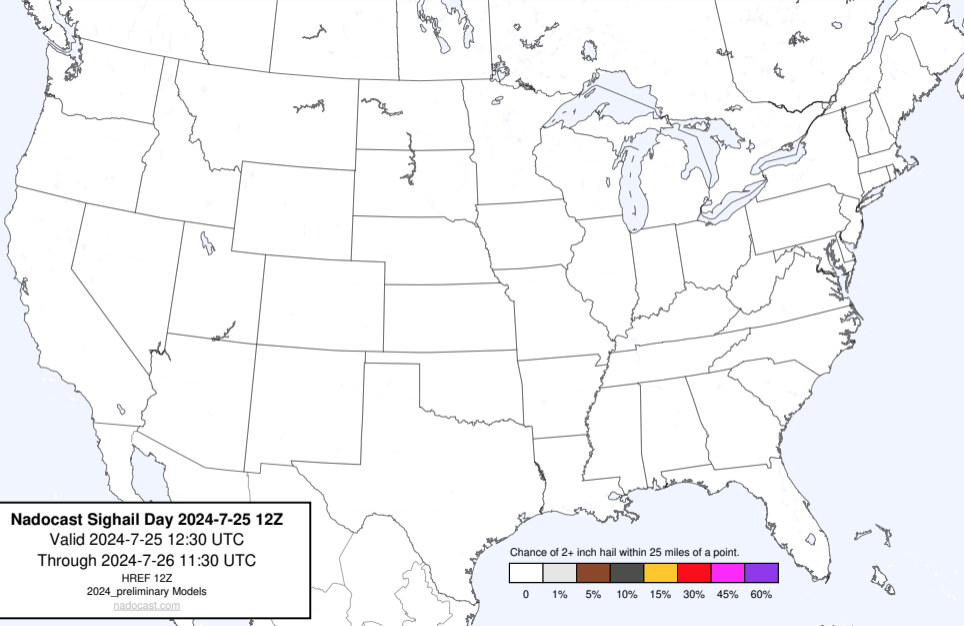 Nadocast Sighail Day 2024-7-25 12Z
Valid 2024-7-25 12:30 UTC
Through 2024-7-26 11:30 UTC
HREF 12Z
2024_preliminary Models
nadocast.com
Chance of 2+ inch hail within 25 miles of a point.
0 1% 5% 10% 15% 30% 45% 60%